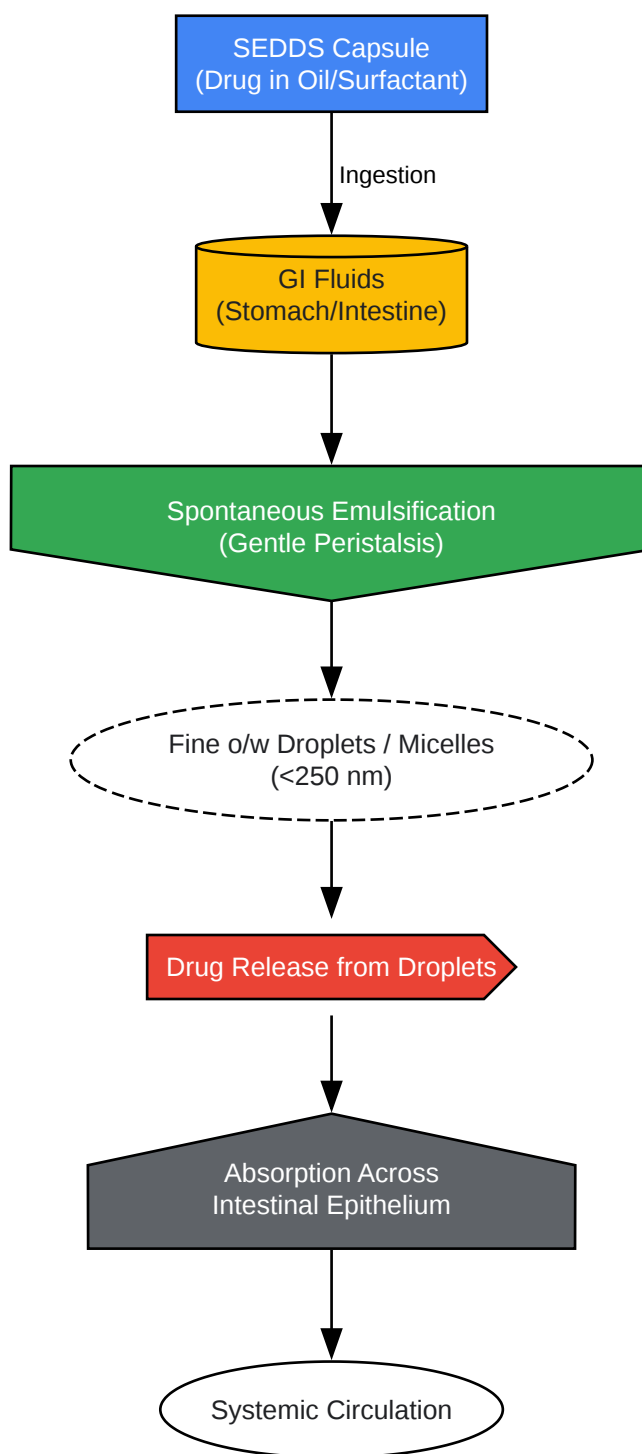 SEDDS Capsule
(Drug in Oil/Surfactant)
Ingestion
GI Fluids
(Stomach/Intestine)
Spontaneous Emulsification
(Gentle Peristalsis)
Fine o/w Droplets / Micelles
(<250 nm)
Drug Release from Droplets
Absorption Across
Intestinal Epithelium
Systemic Circulation